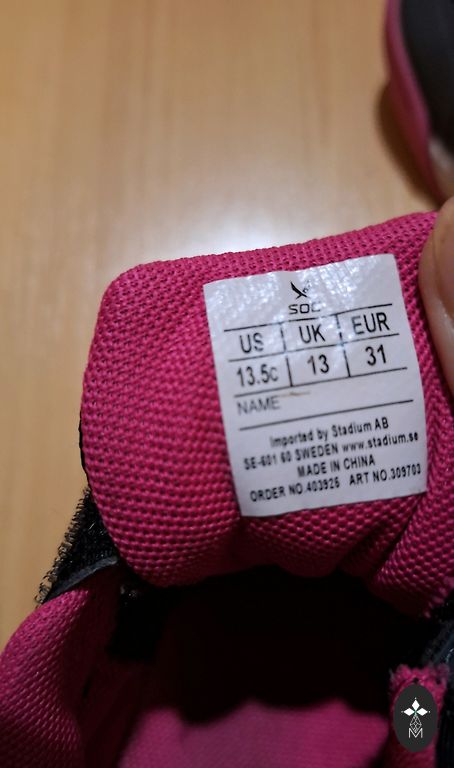 SOC
US UK EUR
13.5c 13 31
NAME
Imported by Stadium AB
SE-601 60 SWEDEN www.stadium.se
MADE IN CHINA
ORDER NO.403925 ART NO.309703
M